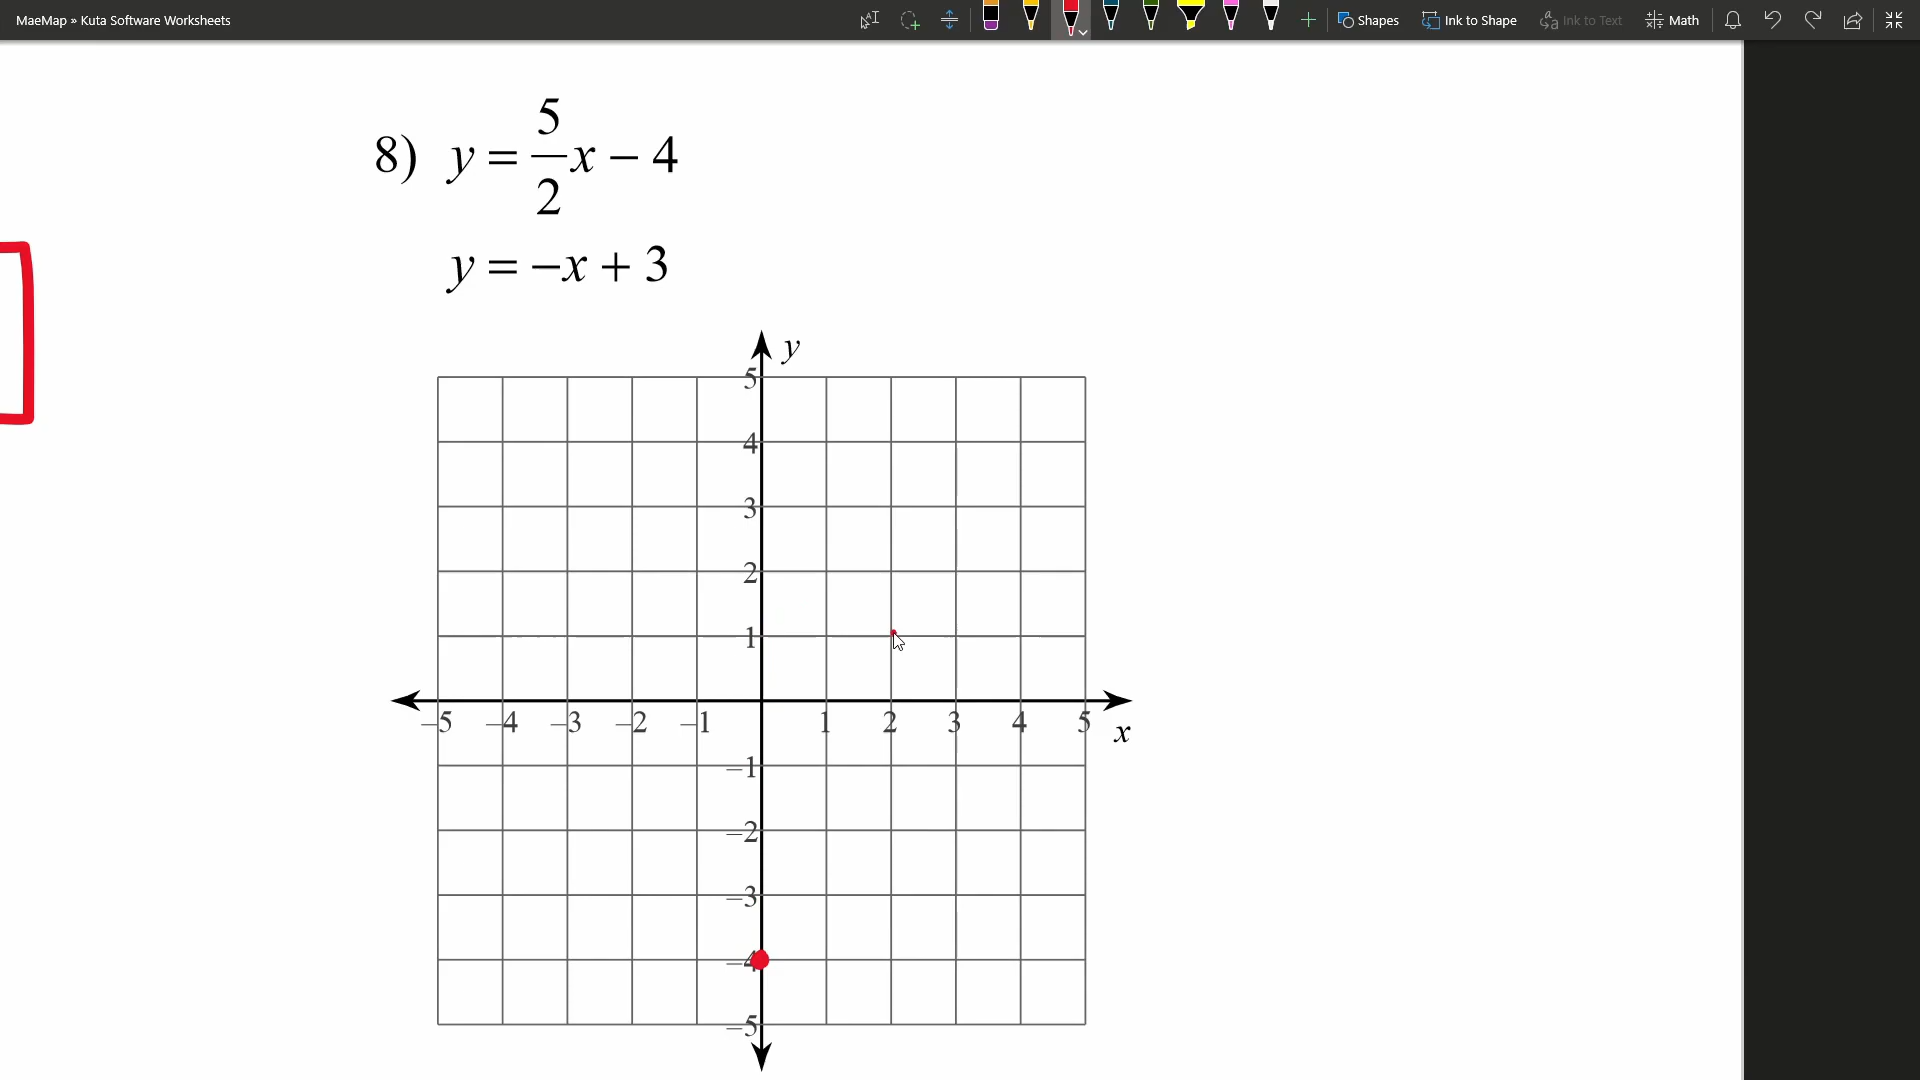 MaeMap » Kuta Software Worksheets
Shapes
Ink to Shape
Ink to Text
Math
8) y = 5/2 x − 4
y = −x + 3
y
5
4
3
2
1
−5 −4 −3 −2 −1 1 2 3 4 5
x
−1
−2
−3
−4
−5